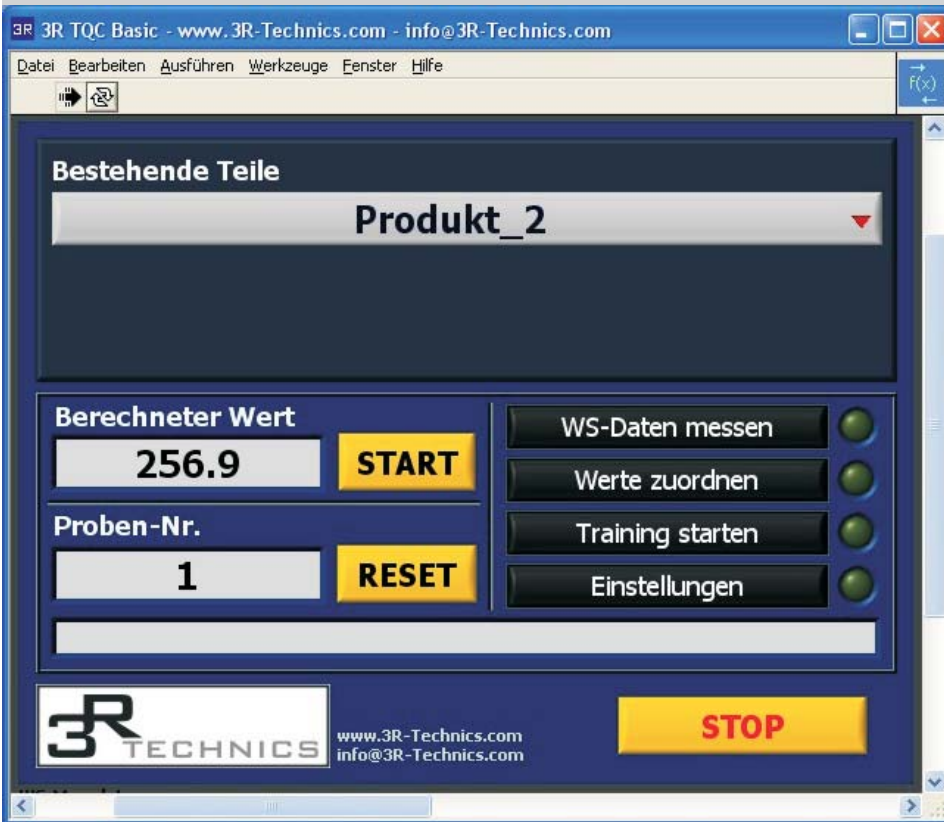 3R 3R TQC Basic - www.3R-Technics.com - info@3R-Technics.com
Datei Bearbeiten Ausführen Werkzeuge Fenster Hilfe
f(x)
Bestehende Teile
Produkt_2
Berechneter Wert
256.9
START
Proben-Nr.
1
RESET
WS-Daten messen
Werte zuordnen
Training starten
Einstellungen
3R TECHNICS
www.3R-Technics.com
info@3R-Technics.com
STOP